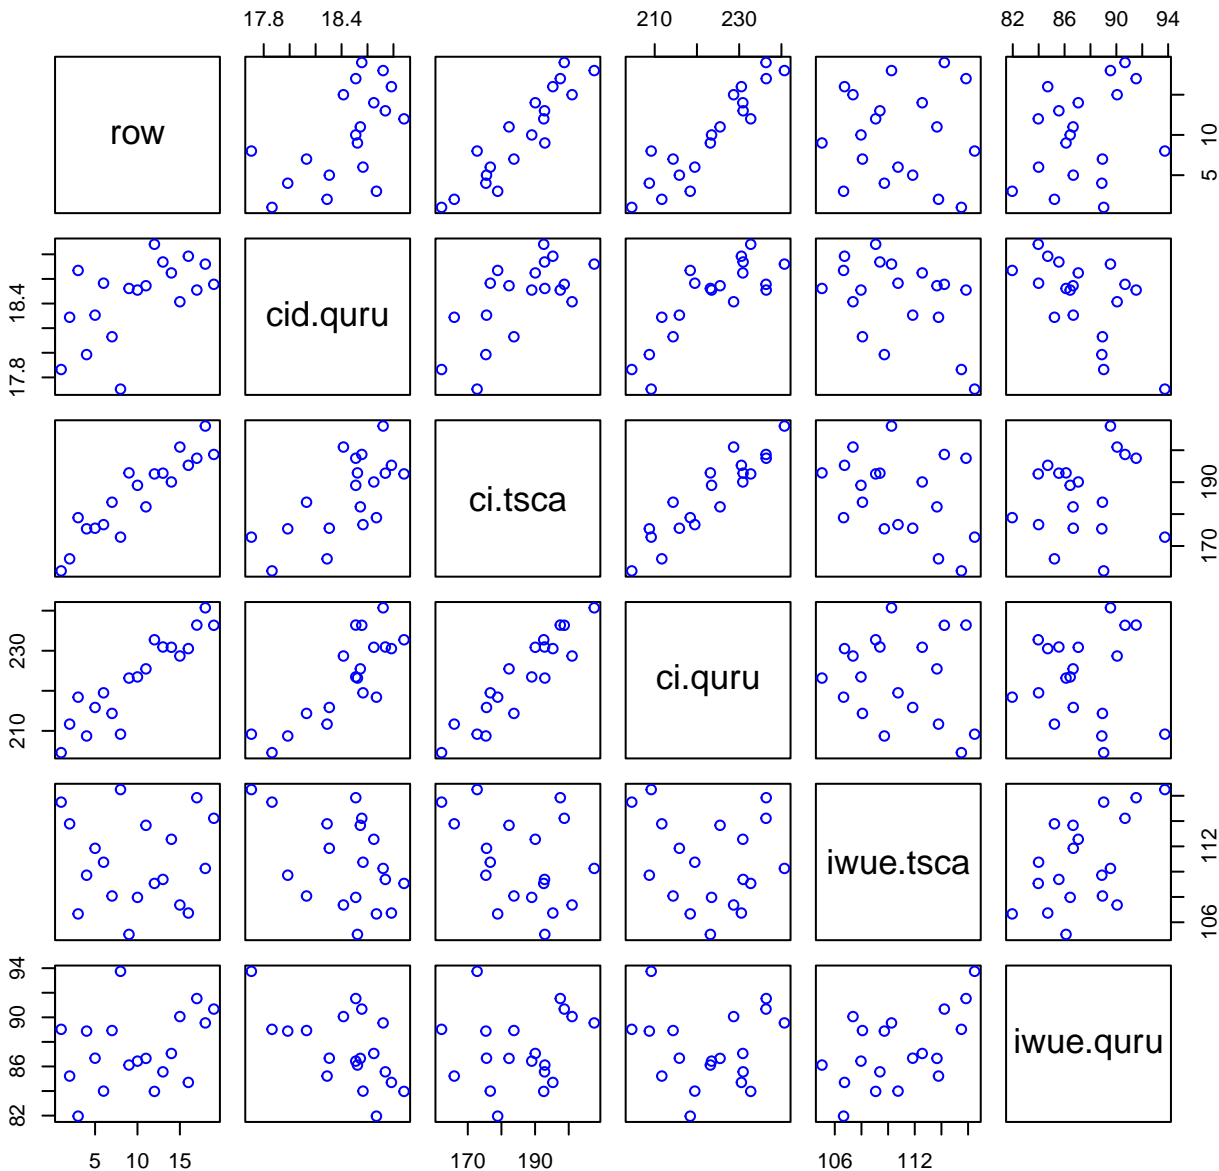 17.8 18.4 210 230 82 86 90 94
row
5 10
cid.quru
17.8 18.4
ci.tsca
170 190
ci.quru
210 230
iwue.tsca
106 112
iwue.quru
82 86 90 94
5 10 15 170 190 106 112